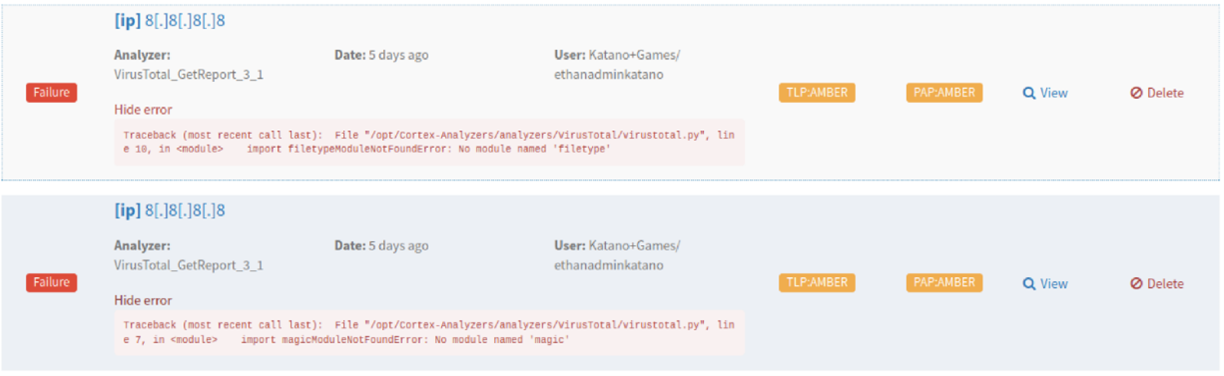 [ip] 8[.]8[.]8[.]8
Analyzer: Date: 5 days ago User: Katano+Games/
VirusTotal_GetReport_3_1 ethanadminkatano
Failure TLP:AMBER PAP:AMBER View Delete
Hide error
Traceback (most recent call last): File "/opt/Cortex-Analyzers/analyzers/VirusTotal/virustotal.py", lin
e 10, in <module> import filetypeModuleNotFoundError: No module named 'filetype'
[ip] 8[.]8[.]8[.]8
Analyzer: Date: 5 days ago User: Katano+Games/
VirusTotal_GetReport_3_1 ethanadminkatano
Failure TLP:AMBER PAP:AMBER View Delete
Hide error
Traceback (most recent call last): File "/opt/Cortex-Analyzers/analyzers/VirusTotal/virustotal.py", lin
e 7, in <module> import magicModuleNotFoundError: No module named 'magic'